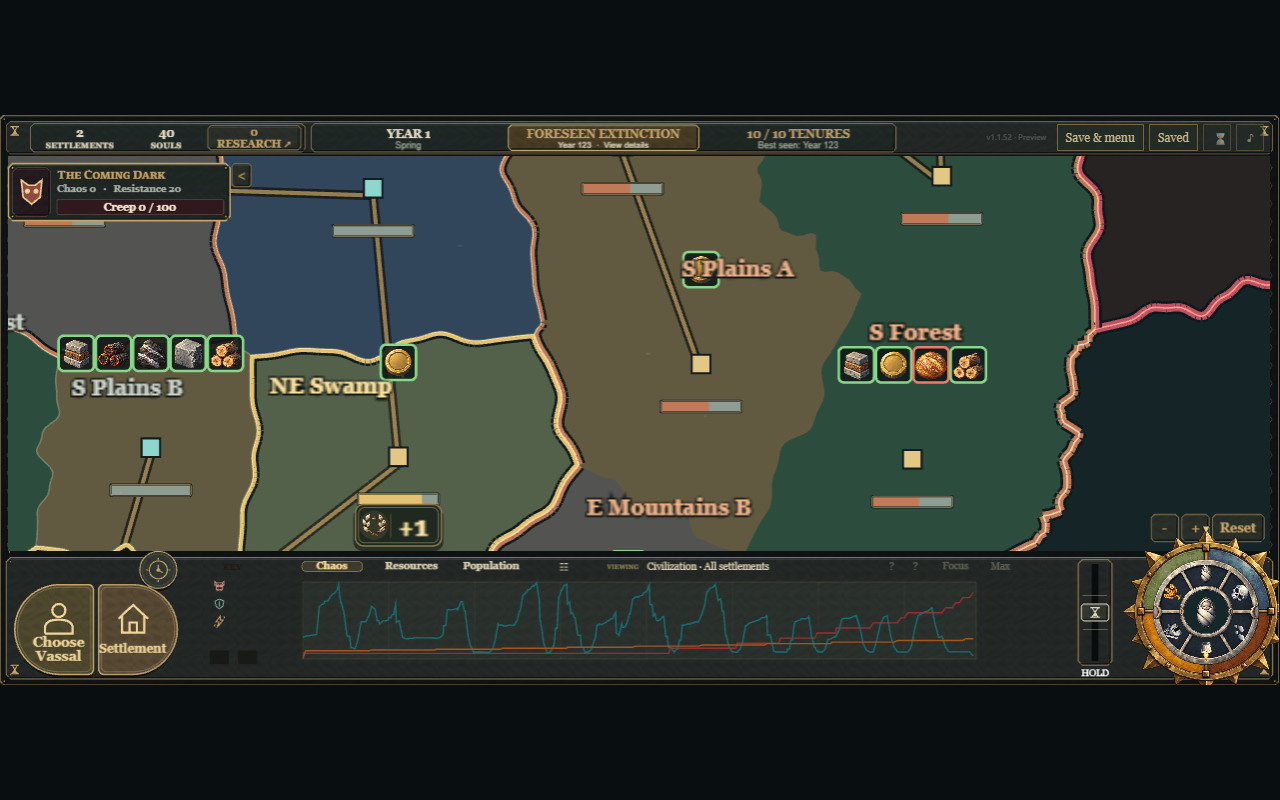 2
SETTLEMENTS
40
SOULS
0
RESEARCH ↗
YEAR 1
Spring
FORESEEN EXTINCTION
Year 123 · View details
10 / 10 TENURES
Best seen: Year 123
v1.1.52 · Preview
Save & menu
Saved
THE COMING DARK
Chaos 0 · Resistance 20
Creep 0 / 100
<
S Plains A
st
S Forest
S Plains B
NE Swamp
E Mountains B
+1
-
+
Reset
Chaos
Resources
Population
VIEWING
Civilization · All settlements
?
?
Focus
Max
Choose
Vassal
Settlement
HOLD